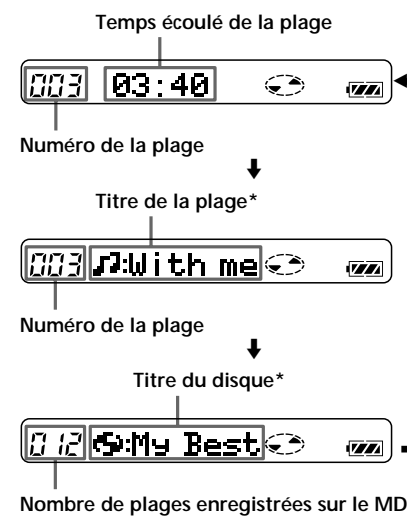 Temps écoulé de la plage
003 03:40
Numéro de la plage
Titre de la plage*
003 :With me
Numéro de la plage
Titre du disque*
012 :My Best
Nombre de plages enregistrées sur le MD